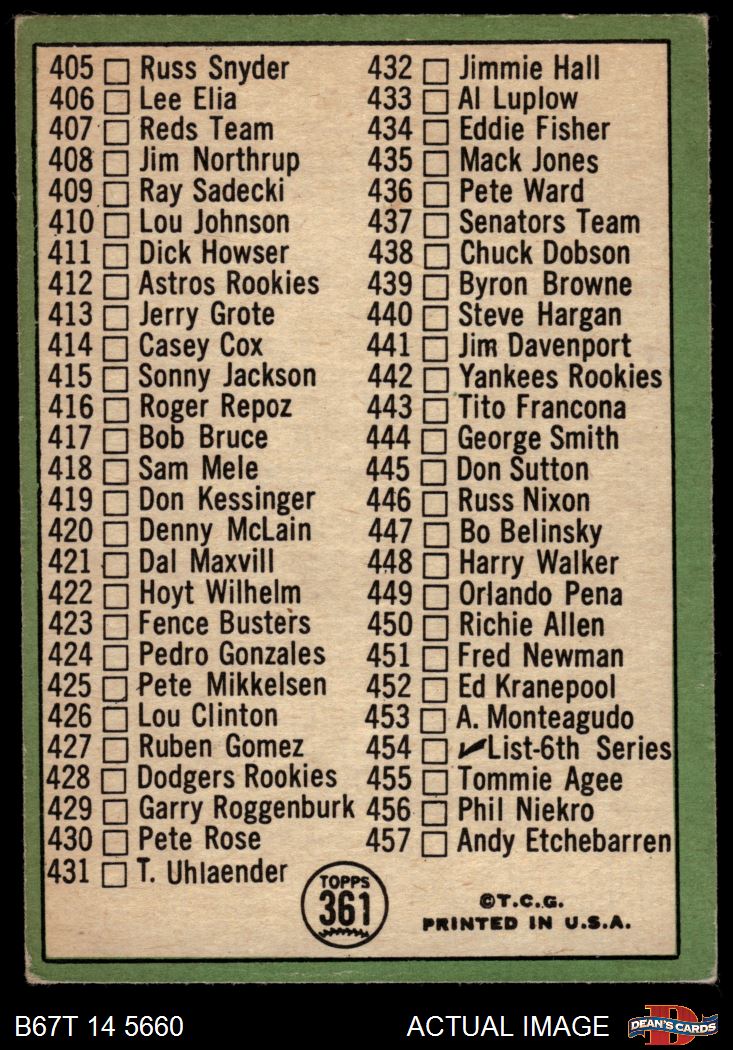 405 Russ Snyder
406 Lee Elia
407 Reds Team
408 Jim Northrup
409 Ray Sadecki
410 Lou Johnson
411 Dick Howser
412 Astros Rookies
413 Jerry Grote
414 Casey Cox
415 Sonny Jackson
416 Roger Repoz
417 Bob Bruce
418 Sam Mele
419 Don Kessinger
420 Denny McLain
421 Dal Maxvill
422 Hoyt Wilhelm
423 Fence Busters
424 Pedro Gonzales
425 Pete Mikkelsen
426 Lou Clinton
427 Ruben Gomez
428 Dodgers Rookies
429 Garry Roggenburk
430 Pete Rose
431 T. Uhlaender
432 Jimmie Hall
433 Al Luplow
434 Eddie Fisher
435 Mack Jones
436 Pete Ward
437 Senators Team
438 Chuck Dobson
439 Byron Browne
440 Steve Hargan
441 Jim Davenport
442 Yankees Rookies
443 Tito Francona
444 George Smith
445 Don Sutton
446 Russ Nixon
447 Bo Belinsky
448 Harry Walker
449 Orlando Pena
450 Richie Allen
451 Fred Newman
452 Ed Kranepool
453 A. Monteagudo
454 ✓List-6th Series
455 Tommie Agee
456 Phil Niekro
457 Andy Etchebarren
TOPPS
361
©T.C.G.
PRINTED IN U.S.A.
B67T 14 5660
ACTUAL IMAGE
D
DEAN'S CARDS